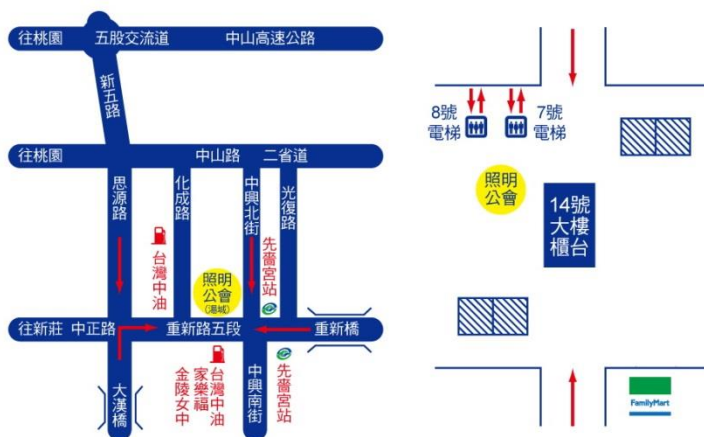 往桃園 五股交流道 中山高速公路
新五路
往桃園 中山路 二省道
思源路
化成路
中興北街
光復路
台灣中油
照明
公會
(湯城)
先嗇宮站
往新莊 中正路 重新路五段 重新橋
大漢橋
台灣中油
家樂福
金陵女中
中興南街
先嗇宮站
8號
電梯
7號
電梯
照明
公會
14號
大樓
櫃台
FamilyMart